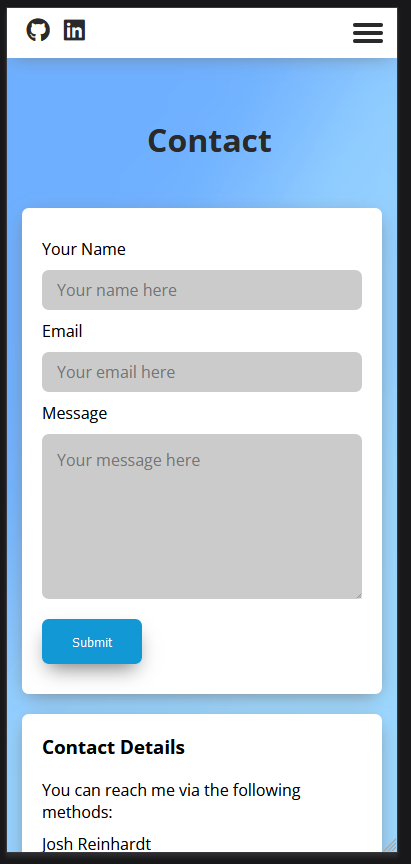 Contact
Your Name
Your name here
Email
Your email here
Message
Your message here
Submit
Contact Details
You can reach me via the following
methods:
Josh Reinhardt